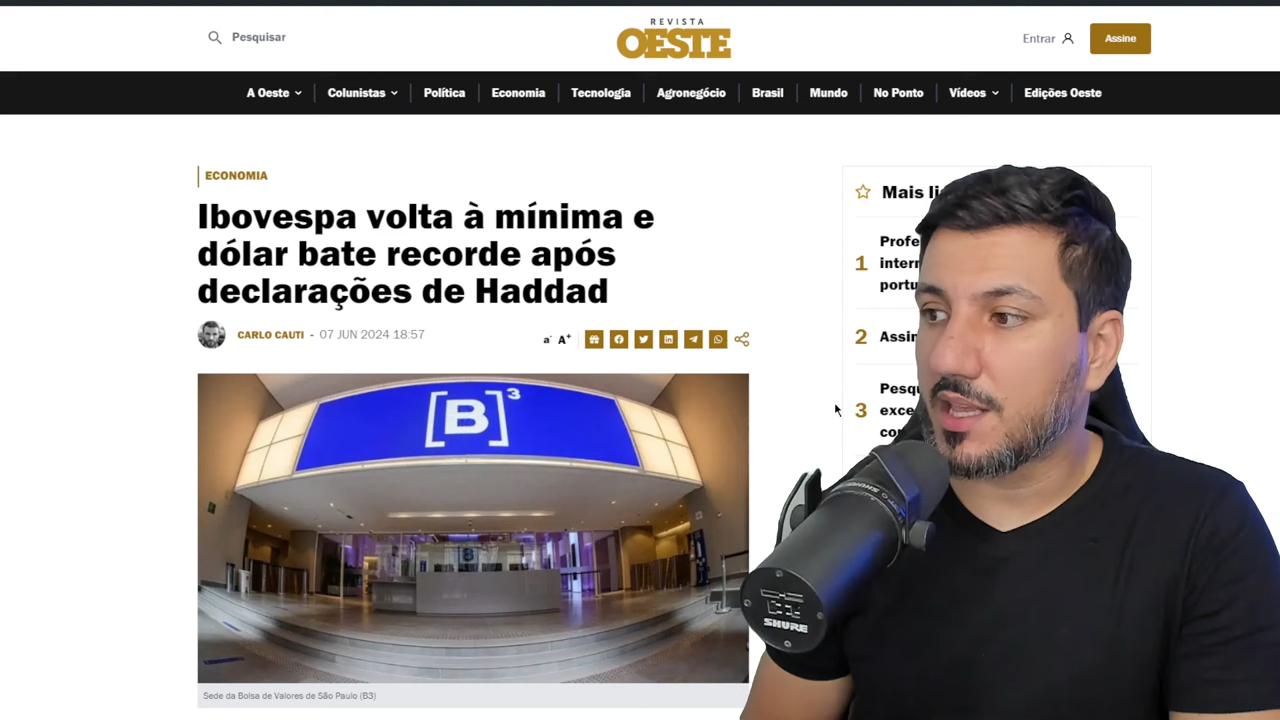 Pesquisar
REVISTA
OESTE
Entrar
Assine
A Oeste
Colunistas
Política
Economia
Tecnologia
Agronegócio
Brasil
Mundo
No Ponto
Vídeos
Edições Oeste
ECONOMIA
Ibovespa volta à mínima e
dólar bate recorde após
declarações de Haddad
CARLO CAUTI - 07 JUN 2024 18:57
a- A+
[B]³
Sede da Bolsa de Valores de São Paulo (B3)
Mais
1
2
3
SHURE